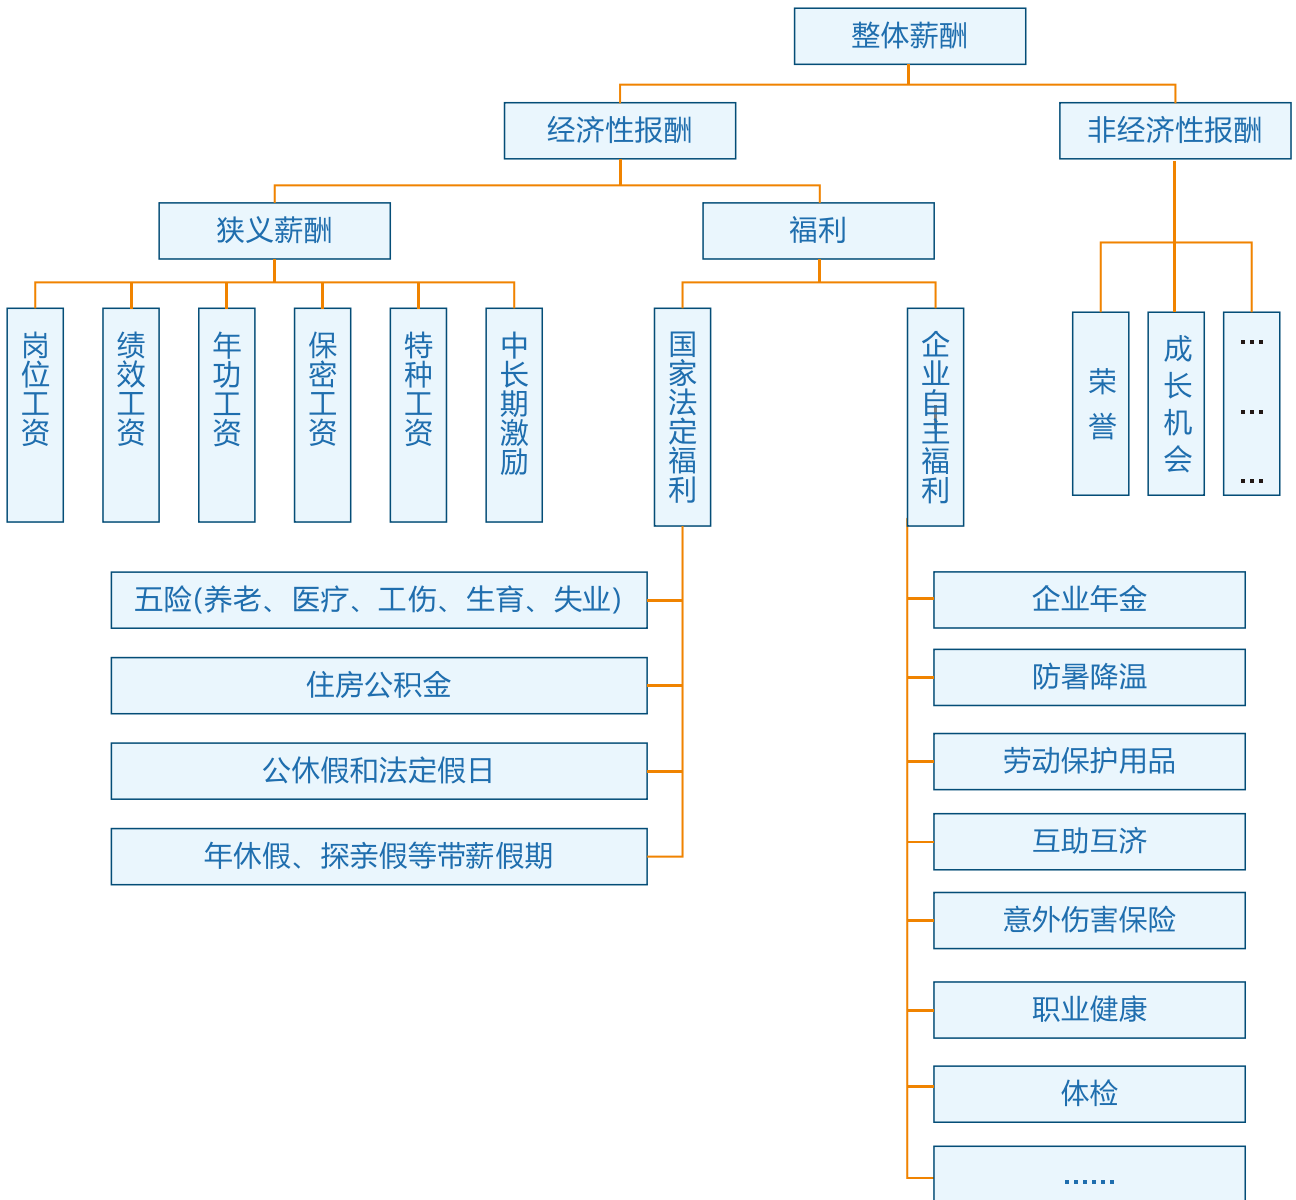 整体薪酬
经济性报酬
非经济性报酬
狭义薪酬
福利
岗位工资
绩效工资
年功工资
保密工资
特种工资
中长期激励
国家法定福利
企业自主福利
荣誉
成长机会
…
…
…
五险(养老、医疗、工伤、生育、失业)
住房公积金
公休假和法定假日
年休假、探亲假等带薪假期
企业年金
防暑降温
劳动保护用品
互助互济
意外伤害保险
职业健康
体检
……